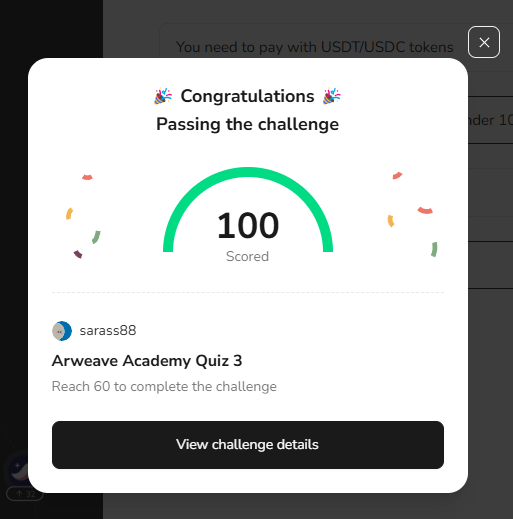 You need to pay with USDT/USDC tokens
🎉 Congratulations 🎉
Passing the challenge
nder 10
100
Scored
sarass88
Arweave Academy Quiz 3
Reach 60 to complete the challenge
View challenge details